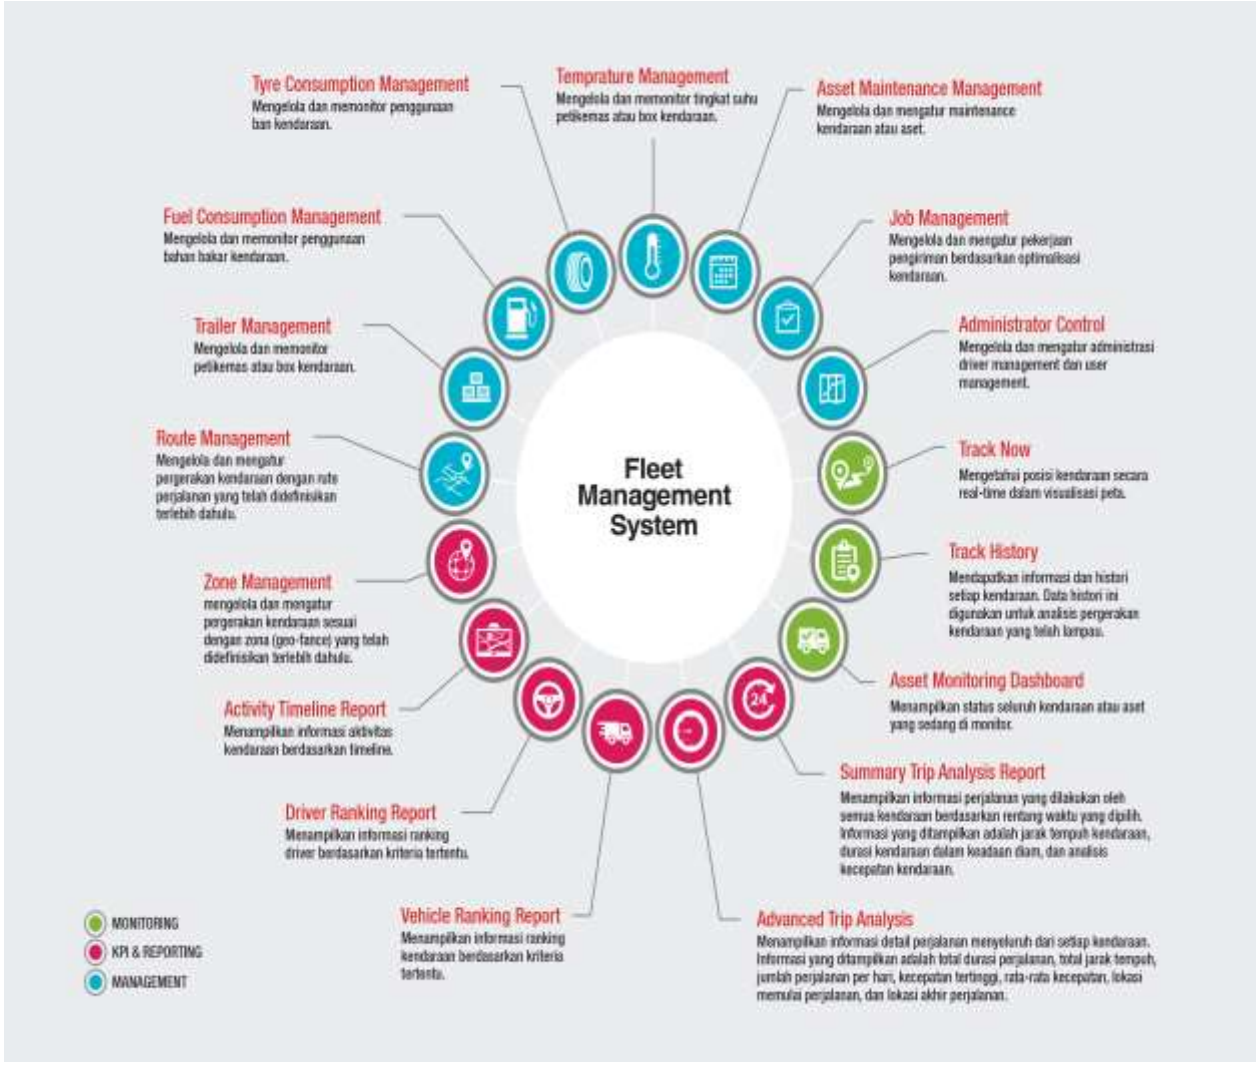 Tyre Consumption Management
Mengelola dan memonitor penggunaan
ban kendaraan.
Temprature Management
Mengelola dan memonitor tingkat suhu
petikemas atau box kendaraan.
Asset Maintenance Management
Mengelola dan mengatur maintenance
kendaraan atau aset.
Fuel Consumption Management
Mengelola dan memonitor penggunaan
bahan bakar kendaraan.
Job Management
Mengelola dan mengatur pekerjaan
pengiriman berdasarkan optimalisasi
kendaraan.
Trailer Management
Mengelola dan memonitor
petikemas atau box kendaraan.
Administrator Control
Mengelola dan mengatur administrasi
driver management dan user
management.
Route Management
Mengelola dan mengatur
pergerakan kendaraan dengan rute
perjalanan yang telah didefinisikan
terlebih dahulu.
Track Now
Mengetahui posisi kendaraan secara
real-time dalam visualisasi peta.
Fleet
Management
System
Zone Management
mengelola dan mengatur
pergerakan kendaraan sesuai
dengan zona (geo-fance) yang telah
didefinisikan terlebih dahulu.
Track History
Mendapatkan informasi dan histori
setiap kendaraan. Data histori ini
digunakan untuk analisis pergerakan
kendaraan yang telah lampau.
Activity Timeline Report
Menampilkan informasi aktivitas
kendaraan berdasarkan timeline.
Asset Monitoring Dashboard
Menampilkan status seluruh kendaraan atau aset
yang sedang di monitor.
24
Driver Ranking Report
Menampilkan informasi ranking
driver berdasarkan kriteria tertentu.
Summary Trip Analysis Report
Menampilkan informasi perjalanan yang dilakukan oleh
semua kendaraan berdasarkan rentang waktu yang dipilih.
Informasi yang ditampilkan adalah jarak tempuh kendaraan,
durasi kendaraan dalam keadaan diam, dan analisis
kecepatan kendaraan.
Vehicle Ranking Report
Menampilkan informasi ranking
kendaraan berdasarkan kriteria
tertentu.
Advanced Trip Analysis
Menampilkan informasi detail perjalanan menyeluruh dari setiap kendaraan.
Informasi yang ditampilkan adalah total durasi perjalanan, total jarak tempuh,
jumlah perjalanan per hari, kecepatan tertinggi, rata-rata kecepatan, lokasi
memulai perjalanan, dan lokasi akhir perjalanan.
MONITORING
KPI & REPORTING
MANAGEMENT